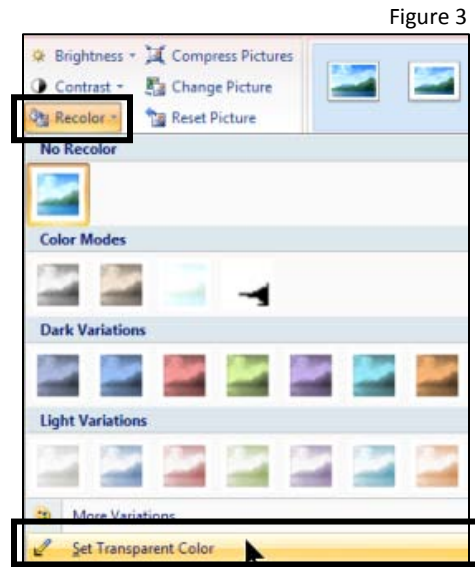 Figure 3
Brightness Compress Pictures
Contrast Change Picture
Recolor Reset Picture
No Recolor
Color Modes
Dark Variations
Light Variations
More Variations
Set Transparent Color